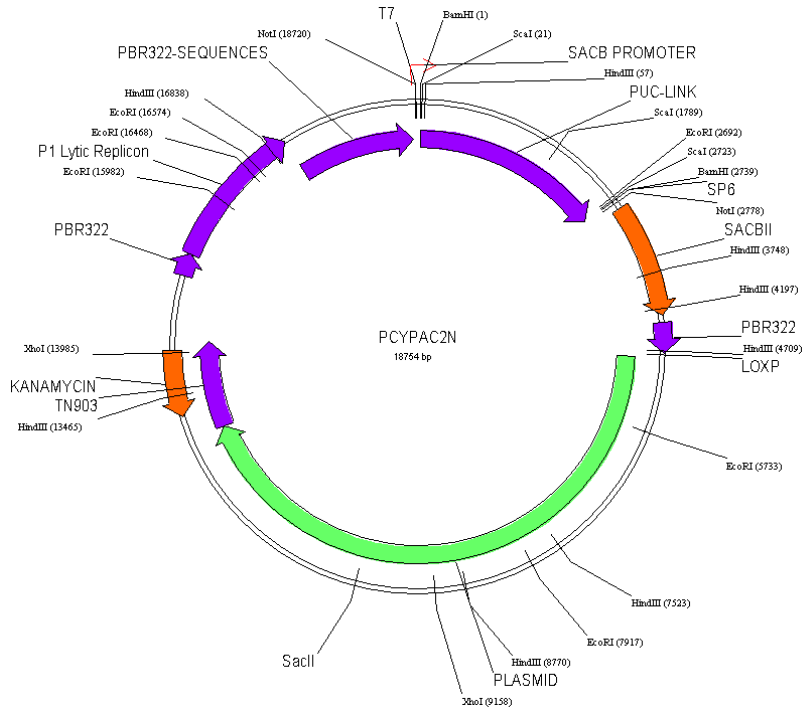 T7
BamHI (1)
NotI (18720)
ScaI (21)
PBR322-SEQUENCES
SACB PROMOTER
HindIII (57)
HindIII (16838)
PUC-LINK
EcoRI (16574)
ScaI (1789)
EcoRI (16468)
EcoRI (2692)
P1 Lytic Replicon
ScaI (2723)
EcoRI (15982)
BamHI (2739)
SP6
NotI (2778)
PBR322
SACBII
HindIII (3748)
HindIII (4197)
PBR322
PCYPAC2N
18754 bp
XhoI (13985)
HindIII (4709)
LOXP
KANAMYCIN
TN903
HindIII (13465)
EcoRI (5733)
HindIII (7523)
EcoRI (7917)
SacII
HindIII (8770)
PLASMID
XhoI (9158)